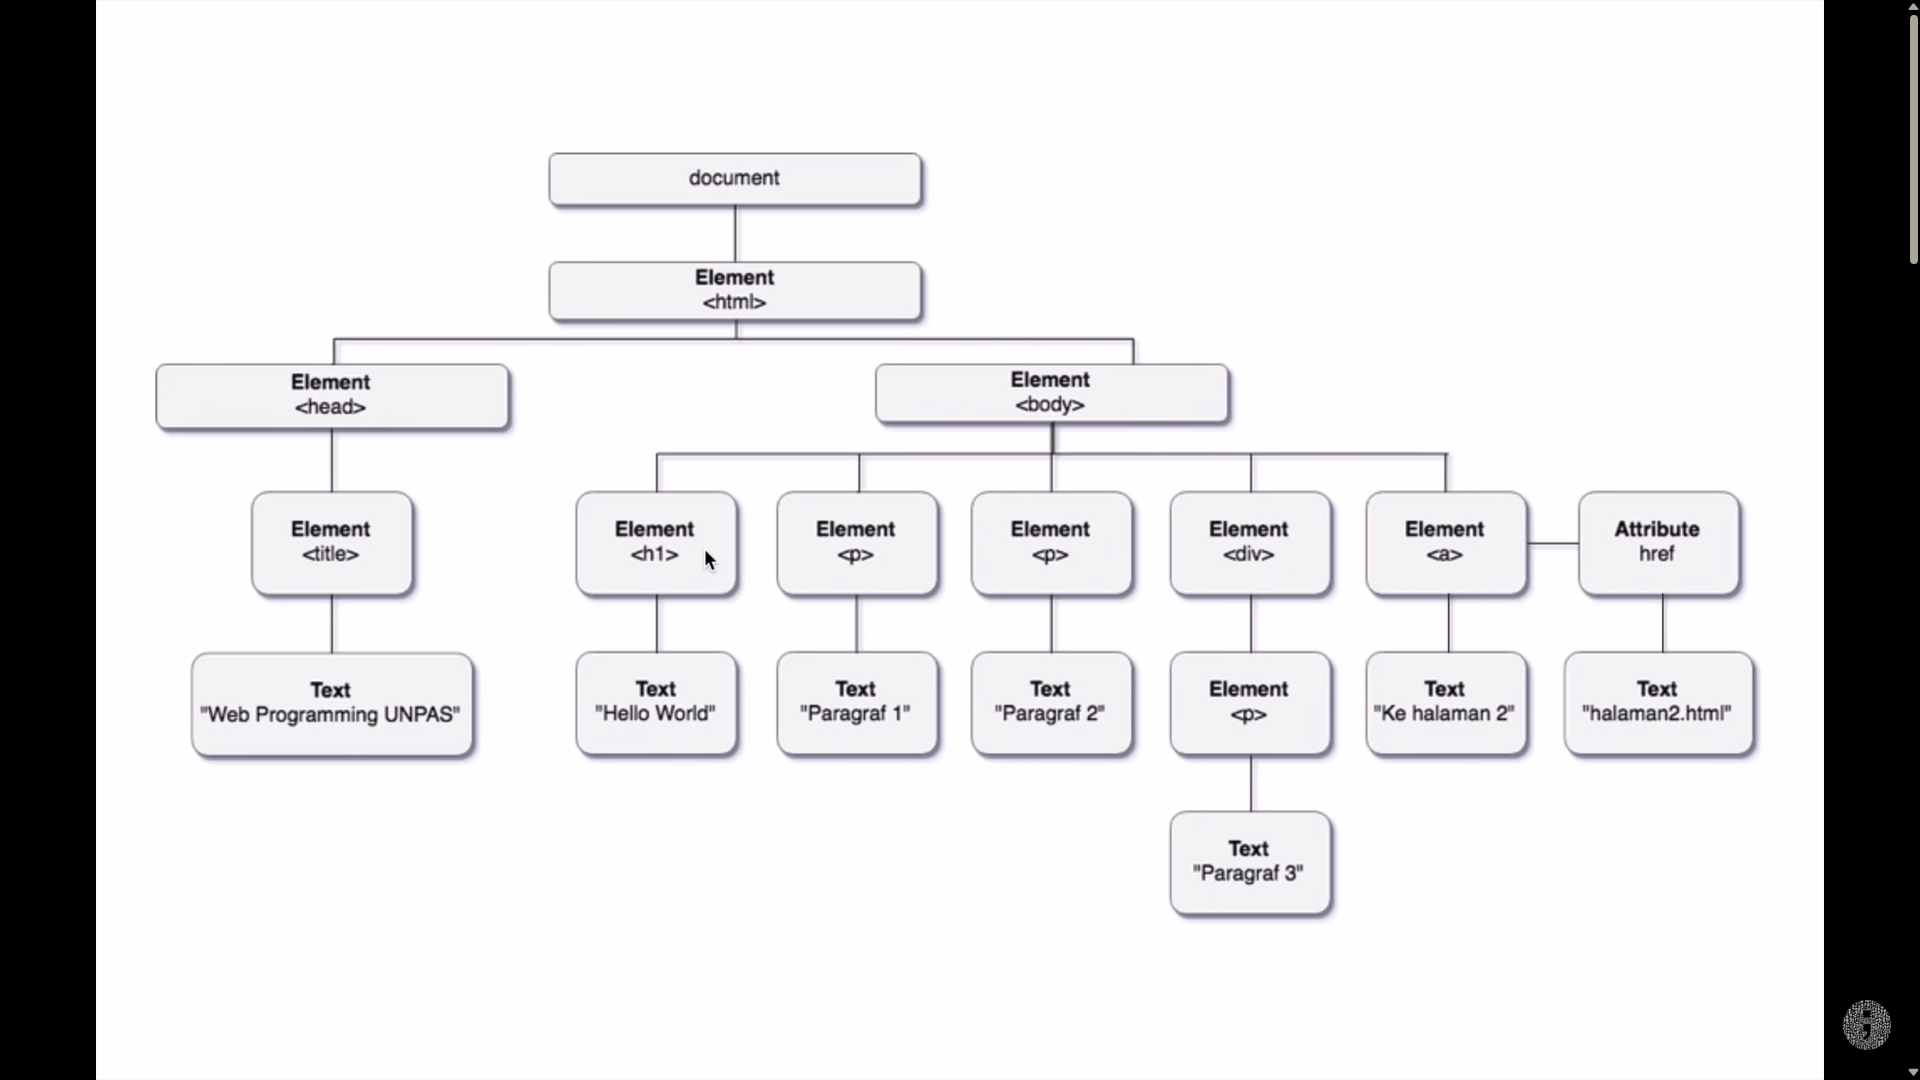 document
Element
<html>
Element
<head>
Element
<body>
Element
<title>
Element
<h1>
Element
<p>
Element
<p>
Element
<div>
Element
<a>
Attribute
href
Text
"Web Programming UNPAS"
Text
"Hello World"
Text
"Paragraf 1"
Text
"Paragraf 2"
Element
<p>
Text
"Ke halaman 2"
Text
"halaman2.html"
Text
"Paragraf 3"